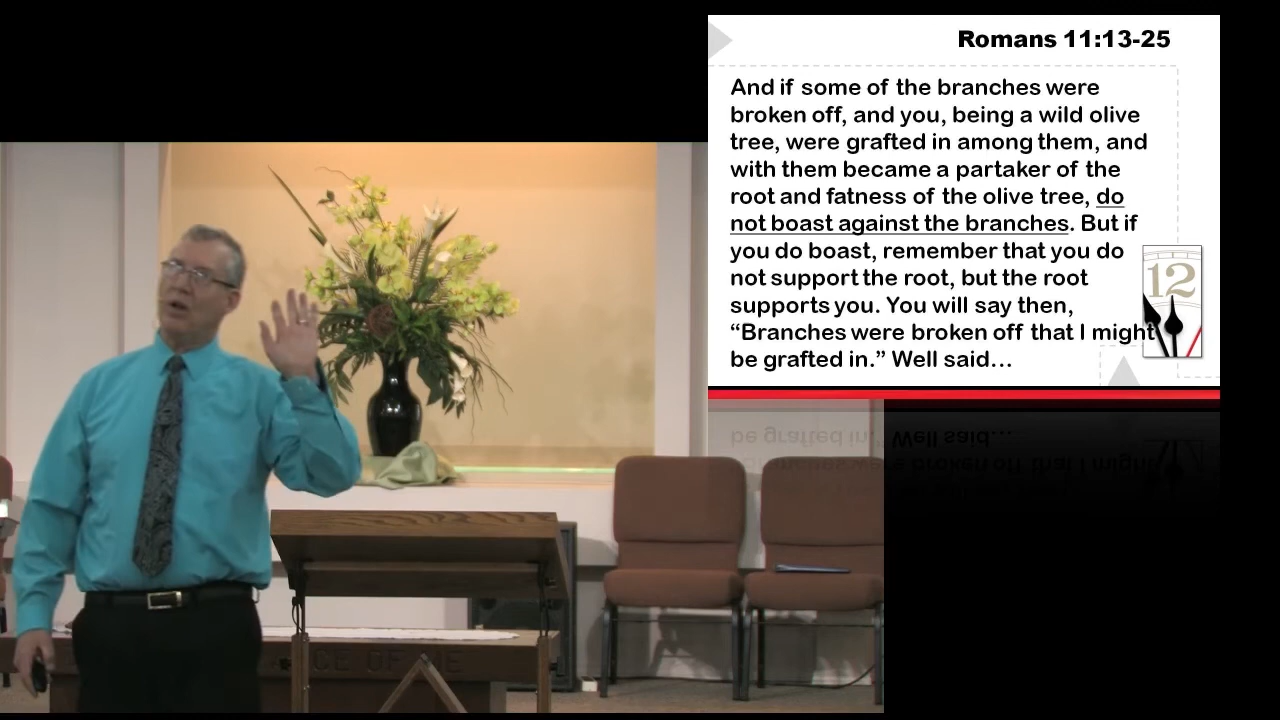 Romans 11:13-25
And if some of the branches were
broken off, and you, being a wild olive
tree, were grafted in among them, and
with them became a partaker of the
root and fatness of the olive tree, do
not boast against the branches. But if
you do boast, remember that you do
not support the root, but the root
supports you. You will say then,
“Branches were broken off that I might
be grafted in.” Well said…
12
CE OF ME